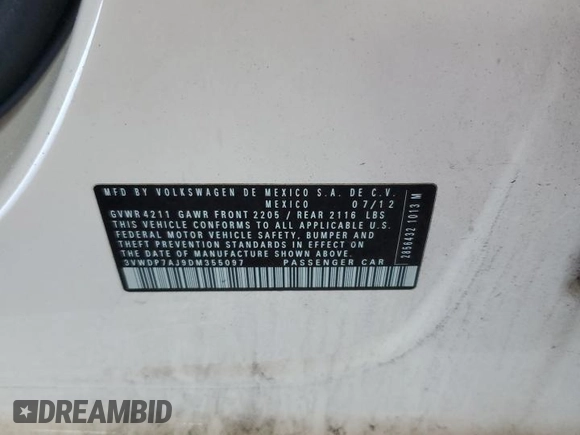 MFD BY VOLKSWAGEN DE MEXICO S.A. DE C.V.
MEXICO 07/12
GVWR 4211 GAWR FRONT 2205 / REAR 2116 LBS
THIS VEHICLE CONFORMS TO ALL APPLICABLE U.S.
FEDERAL MOTOR VEHICLE SAFETY, BUMPER AND
THEFT PREVENTION STANDARDS IN EFFECT ON
THE DATE OF MANUFACTURE SHOWN ABOVE.
3VWDP7AJ9DM355097 PASSENGER CAR
2856432 1013 M
DREAMBID